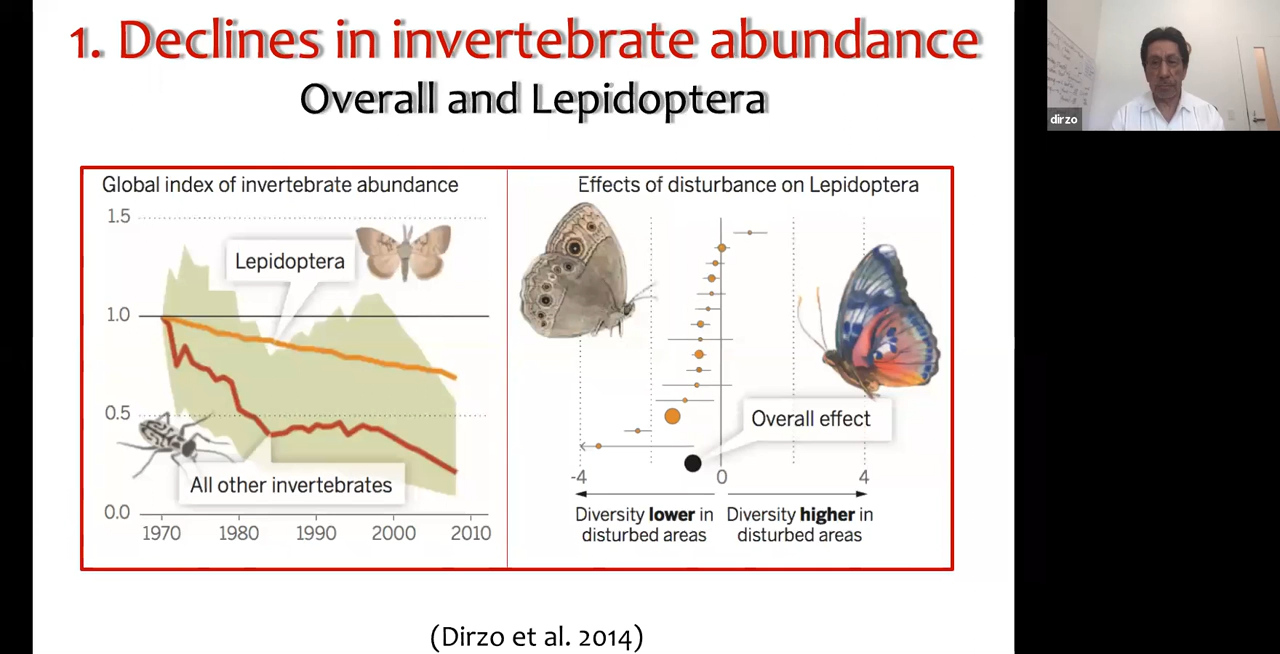 1. Declines in invertebrate abundance
Overall and Lepidoptera
dirzo
Global index of invertebrate abundance
1.5
Lepidoptera
1.0
0.5
All other invertebrates
0.0
1970 1980 1990 2000 2010
Effects of disturbance on Lepidoptera
Overall effect
-4 0 4
Diversity lower in
disturbed areas
Diversity higher in
disturbed areas
(Dirzo et al. 2014)